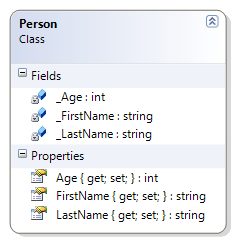 Person
Class
Fields
_Age : int
_FirstName : string
_LastName : string
Properties
Age { get; set; } : int
FirstName { get; set; } : string
LastName { get; set; } : string